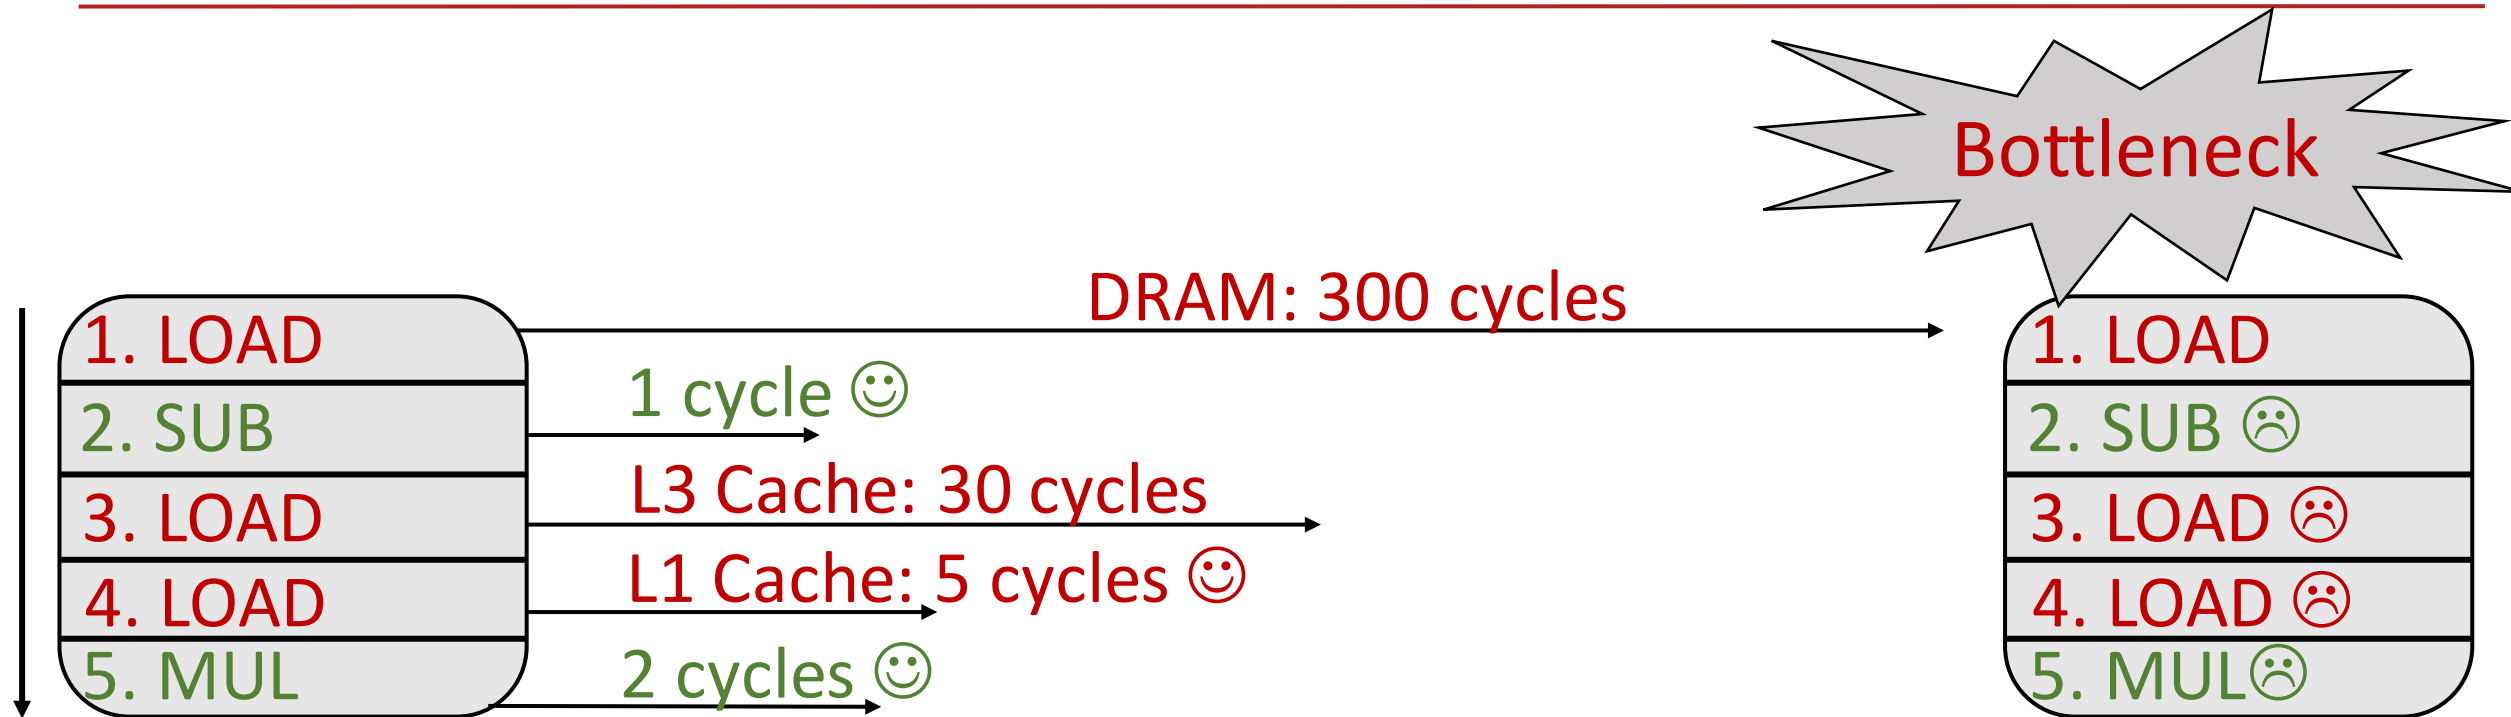 Bottleneck
DRAM: 300 cycles
1. LOAD
1 cycle
2. SUB
L3 Cache: 30 cycles
3. LOAD
L1 Cache: 5 cycles
4. LOAD
2 cycles
5. MUL
1. LOAD
2. SUB
3. LOAD
4. LOAD
5. MUL